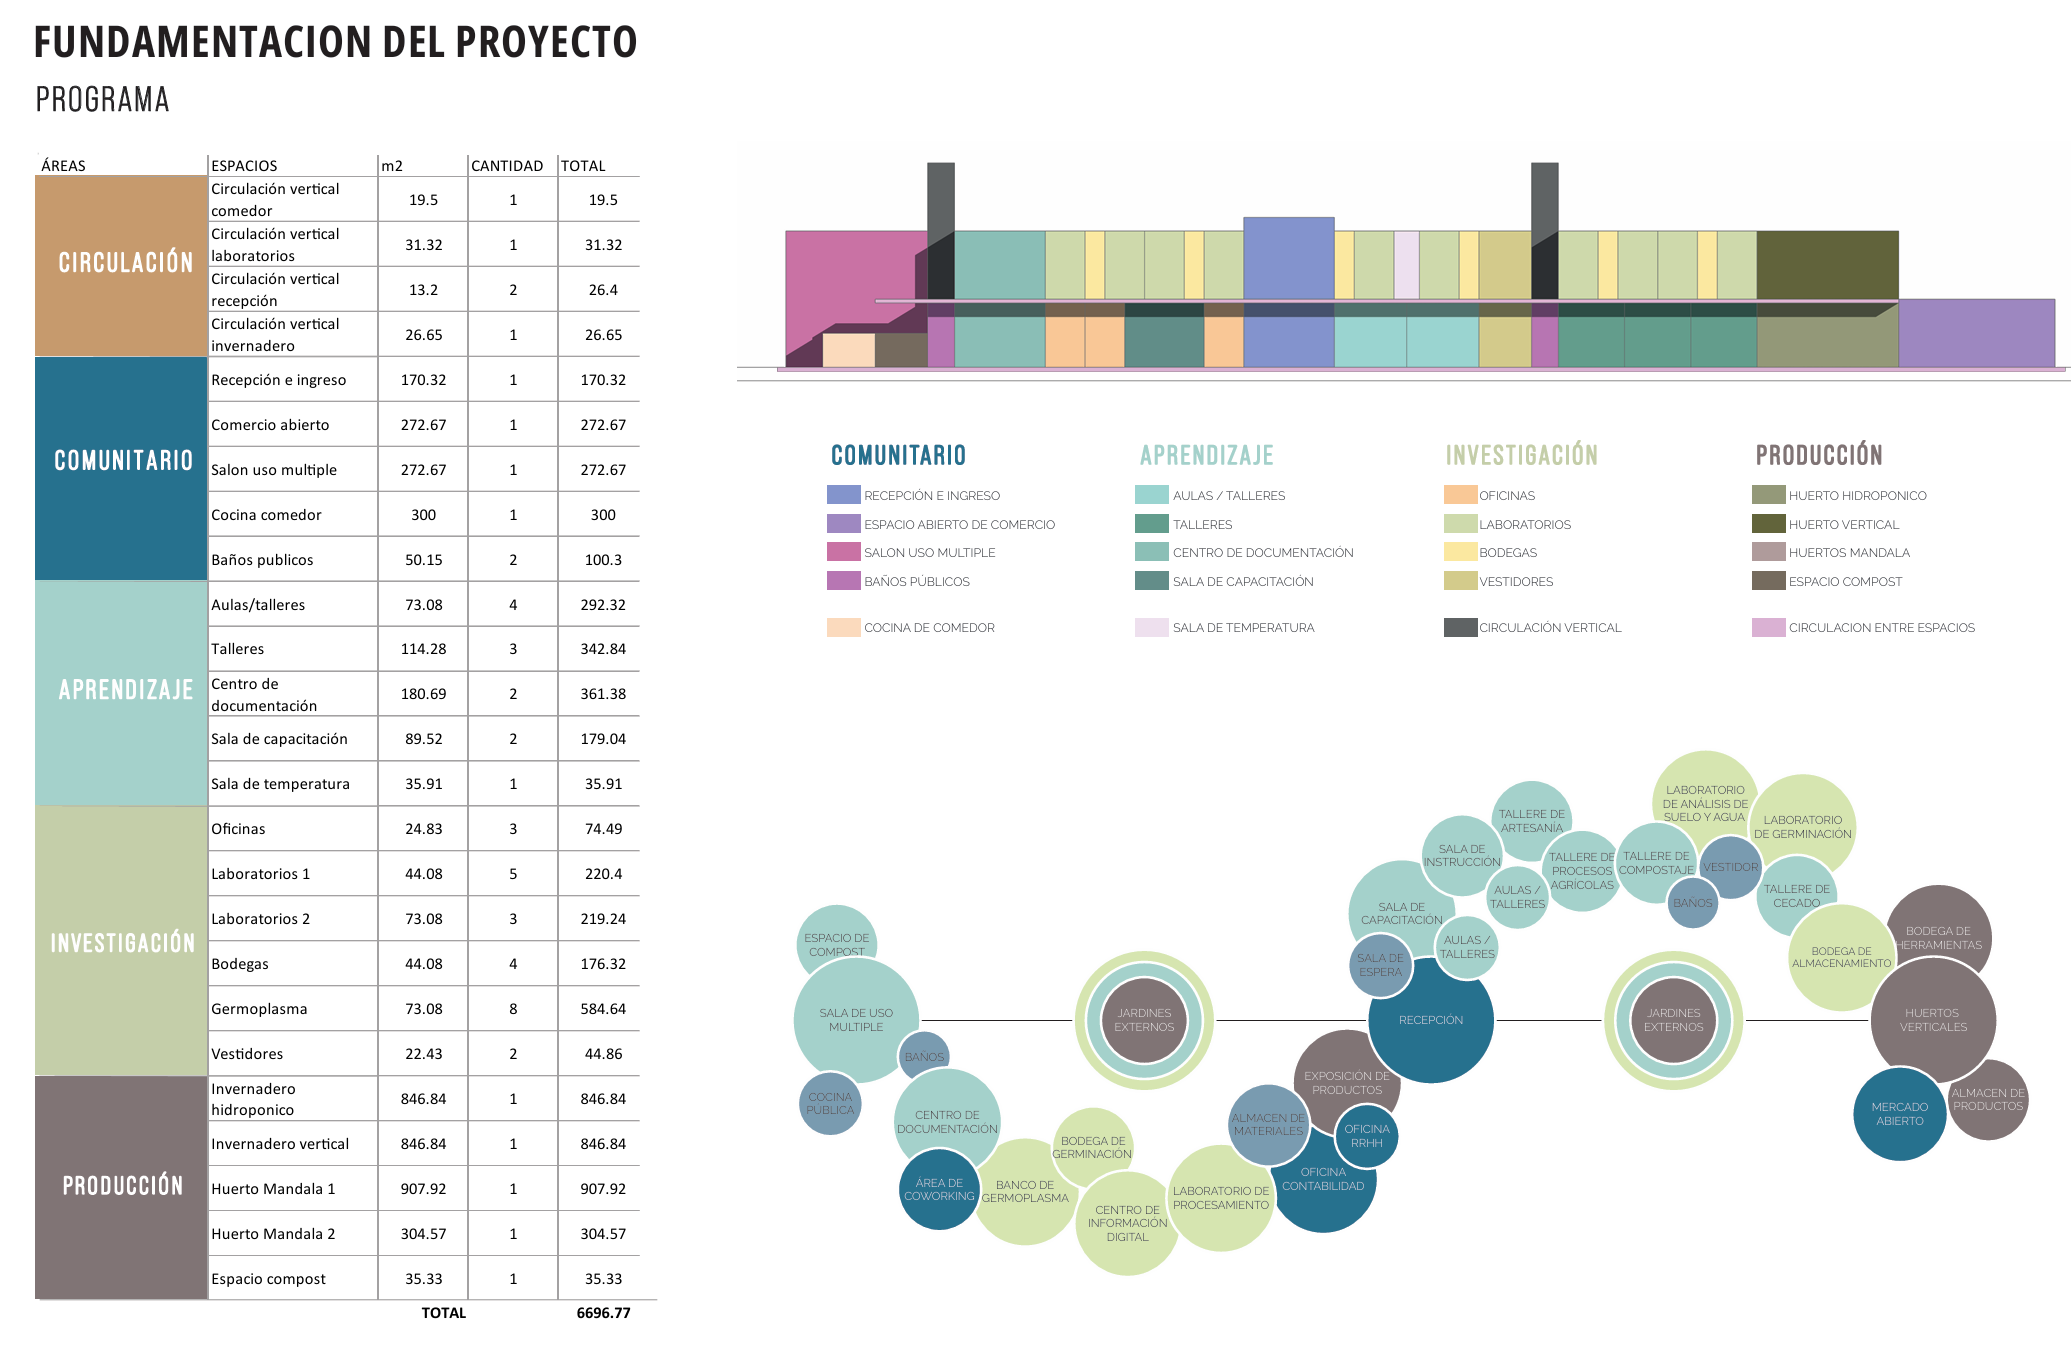 FUNDAMENTACION DEL PROYECTO
PROGRAMA
ÁREAS ESPACIOS m2 CANTIDAD TOTAL
CIRCULACIÓN
Circulación vertical
comedor 19.5 1 19.5
Circulación vertical
laboratorios 31.32 1 31.32
Circulación vertical
recepción 13.2 2 26.4
Circulación vertical
invernadero 26.65 1 26.65
COMUNITARIO
Recepción e ingreso 170.32 1 170.32
Comercio abierto 272.67 1 272.67
Salon uso multiple 272.67 1 272.67
Cocina comedor 300 1 300
Baños publicos 50.15 2 100.3
APRENDIZAJE
Aulas/talleres 73.08 4 292.32
Talleres 114.28 3 342.84
Centro de
documentación 180.69 2 361.38
Sala de capacitación 89.52 2 179.04
Sala de temperatura 35.91 1 35.91
INVESTIGACIÓN
Oficinas 24.83 3 74.49
Laboratorios 1 44.08 5 220.4
Laboratorios 2 73.08 3 219.24
Bodegas 44.08 4 176.32
Germoplasma 73.08 8 584.64
Vestidores 22.43 2 44.86
PRODUCCIÓN
Invernadero
hidroponico 846.84 1 846.84
Invernadero vertical 846.84 1 846.84
Huerto Mandala 1 907.92 1 907.92
Huerto Mandala 2 304.57 1 304.57
Espacio compost 35.33 1 35.33
TOTAL 6696.77
COMUNITARIO
RECEPCIÓN E INGRESO
ESPACIO ABIERTO DE COMERCIO
SALON USO MULTIPLE
BAÑOS PÚBLICOS
COCINA DE COMEDOR
APRENDIZAJE
AULAS / TALLERES
TALLERES
CENTRO DE DOCUMENTACIÓN
SALA DE CAPACITACIÓN
SALA DE TEMPERATURA
INVESTIGACIÓN
OFICINAS
LABORATORIOS
BODEGAS
VESTIDORES
CIRCULACIÓN VERTICAL
PRODUCCIÓN
HUERTO HIDROPONICO
HUERTO VERTICAL
HUERTOS MANDALA
ESPACIO COMPOST
CIRCULACION ENTRE ESPACIOS
ESPACIO DE
COMPOST
SALA DE USO
MULTIPLE
BAÑOS
COCINA
PUBLICA
CENTRO DE
DOCUMENTACIÓN
ÁREA DE
COWORKING
BANCO DE
GERMOPLASMA
BODEGA DE
GERMINACIÓN
CENTRO DE
INFORMACIÓN
DIGITAL
LABORATORIO DE
PROCESAMIENTO
JARDINES
EXTERNOS
ALMACEN DE
MATERIALES
EXPOSICIÓN DE
PRODUCTOS
OFICINA
RRHH
OFICINA
CONTABILIDAD
RECEPCIÓN
SALA DE
ESPERA
SALA DE
CAPACITACIÓN
AULAS /
TALLERES
SALA DE
INSTRUCCIÓN
TALLERE DE
ARTESANÍA
AULAS /
TALLERES
TALLERE DE
PROCESOS
AGRÍCOLAS
TALLERE DE
COMPOSTAJE
LABORATORIO
DE ANÁLISIS DE
SUELO Y AGUA
LABORATORIO
DE GERMINACIÓN
VESTIDOR
BAÑOS
TALLERE DE
CECADO
JARDINES
EXTERNOS
BODEGA DE
ALMACENAMIENTO
BODEGA DE
HERRAMIENTAS
HUERTOS
VERTICALES
MERCADO
ABIERTO
ALMACEN DE
PRODUCTOS